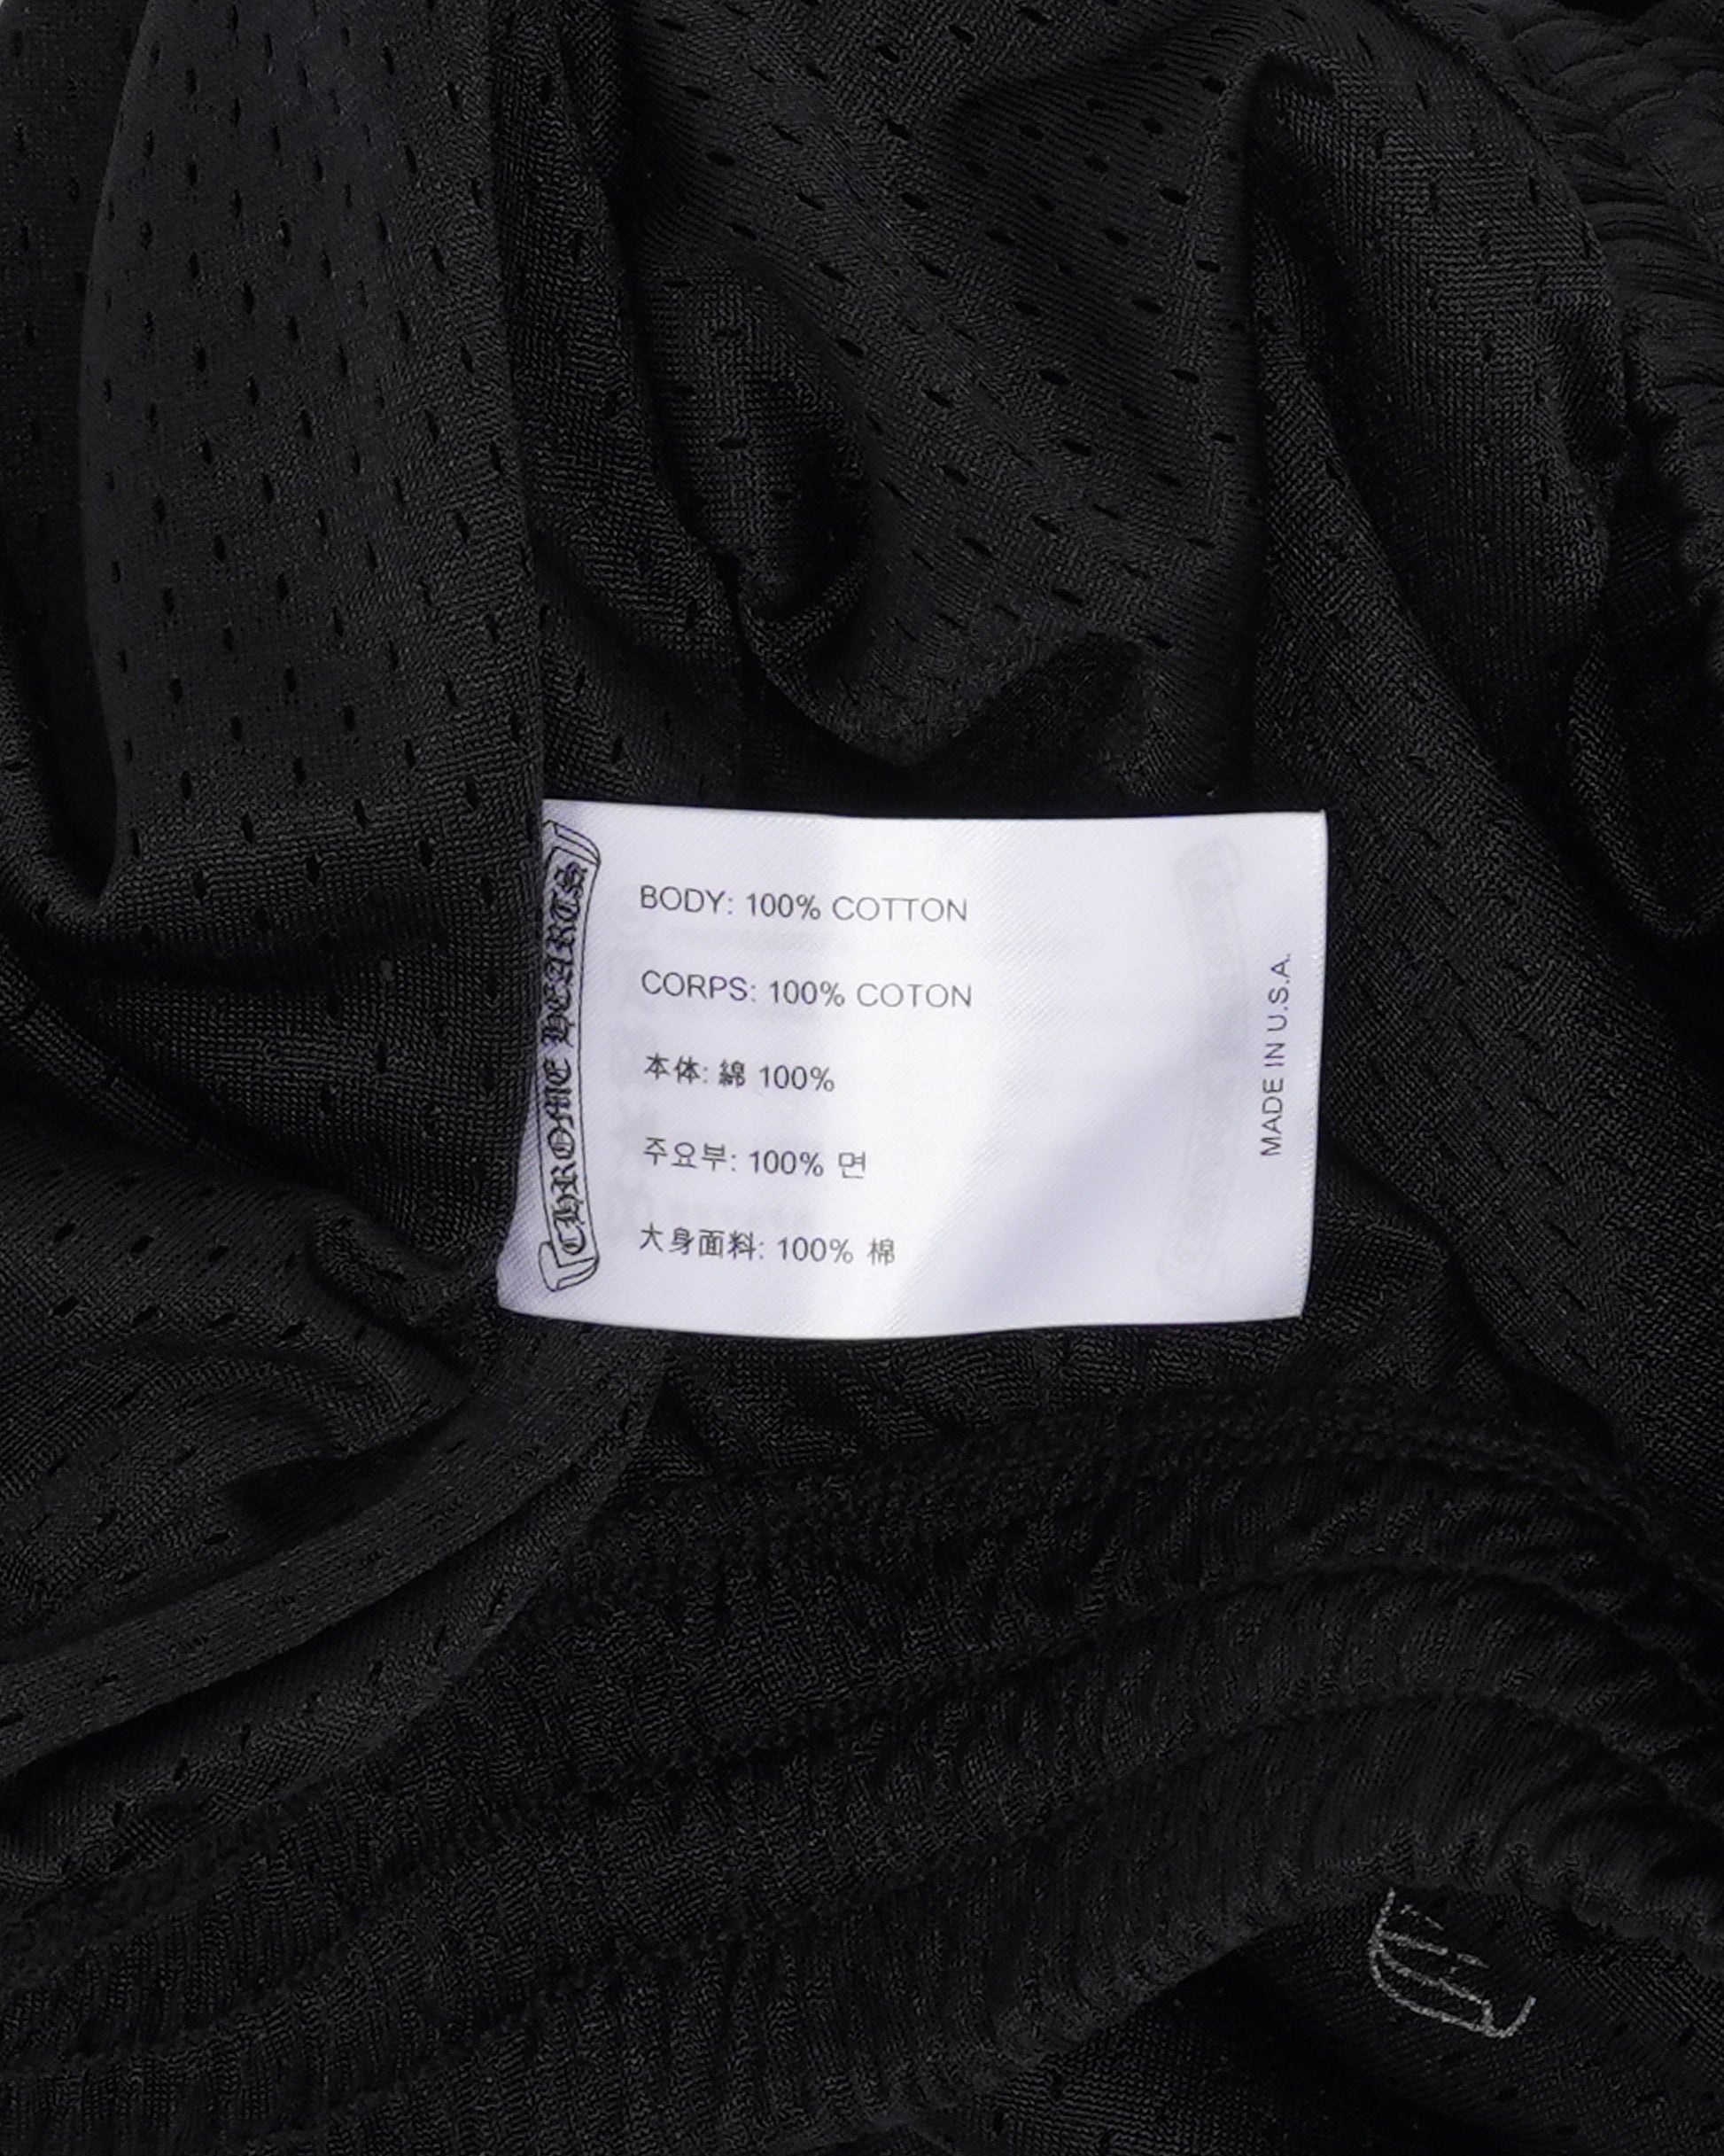 CHROME HEARTS
BODY: 100% COTTON
CORPS: 100% COTON
本体: 綿 100%
주요부: 100% 면
大身面料: 100% 棉
MADE IN U.S.A.